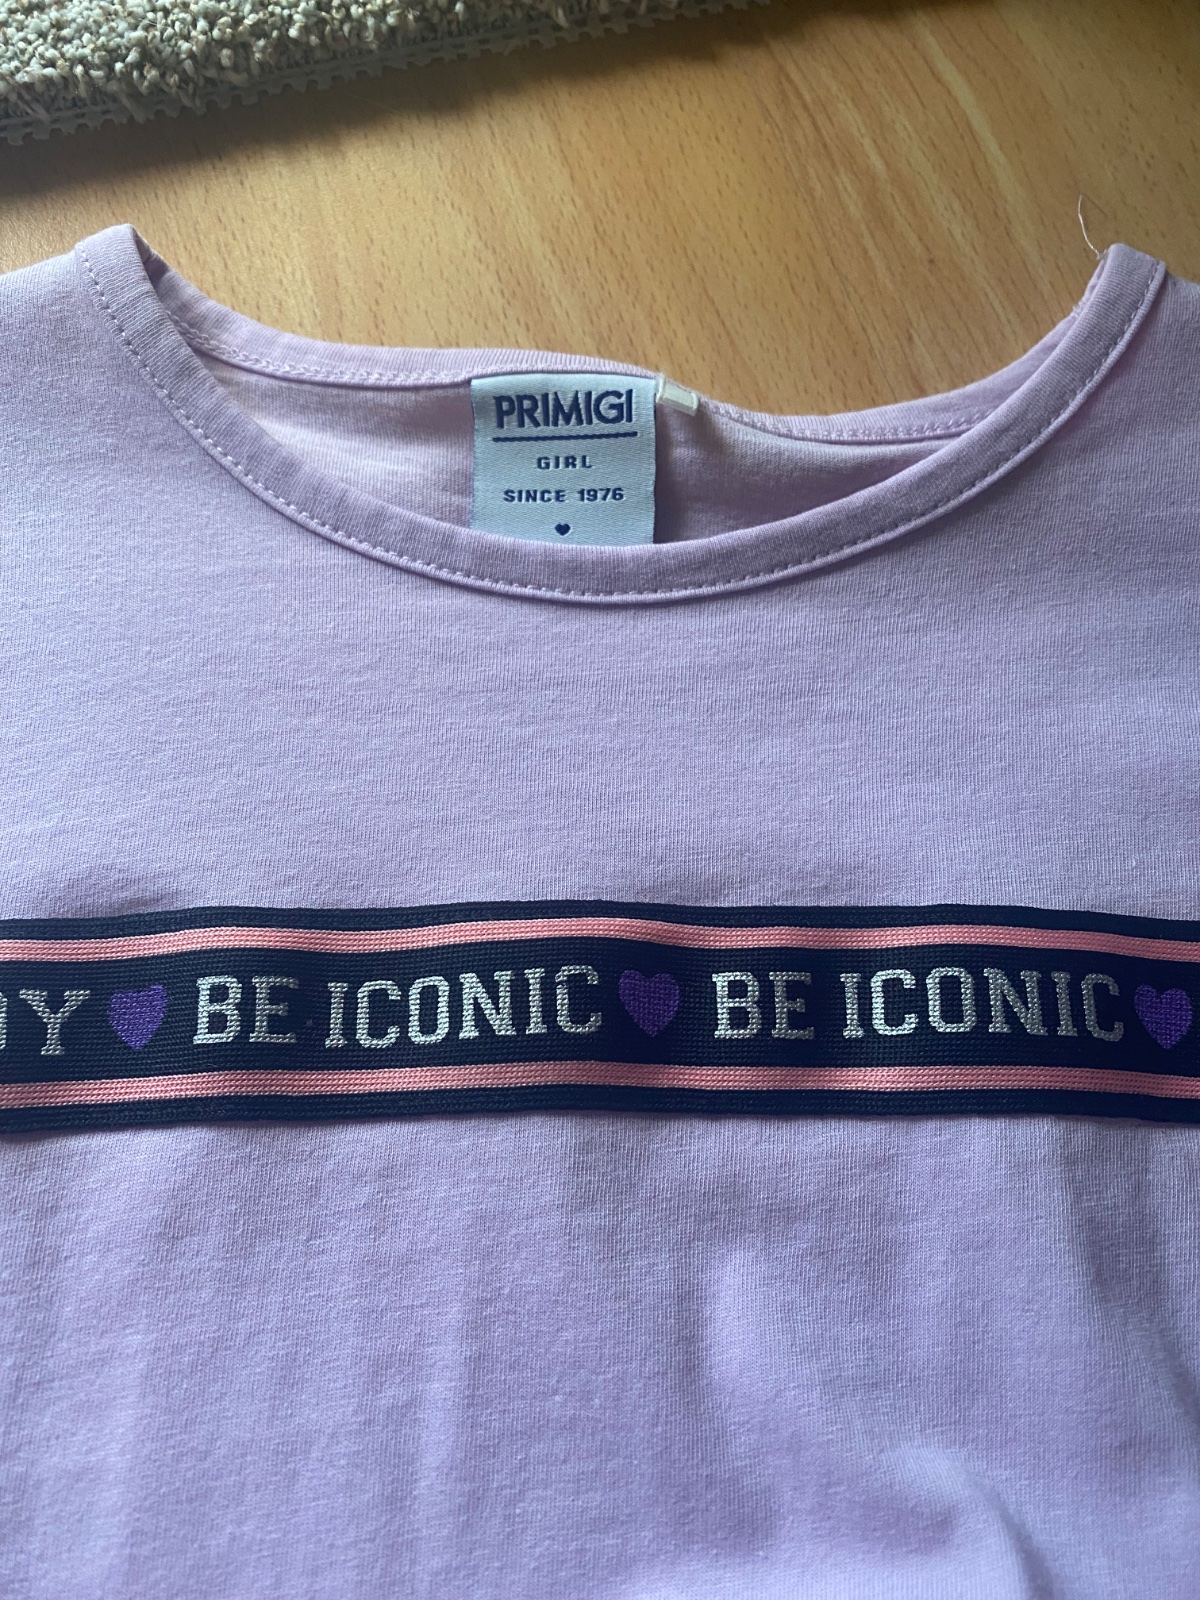 PRIMIGI
GIRL
SINCE 1976
BE ICONIC BE ICONIC